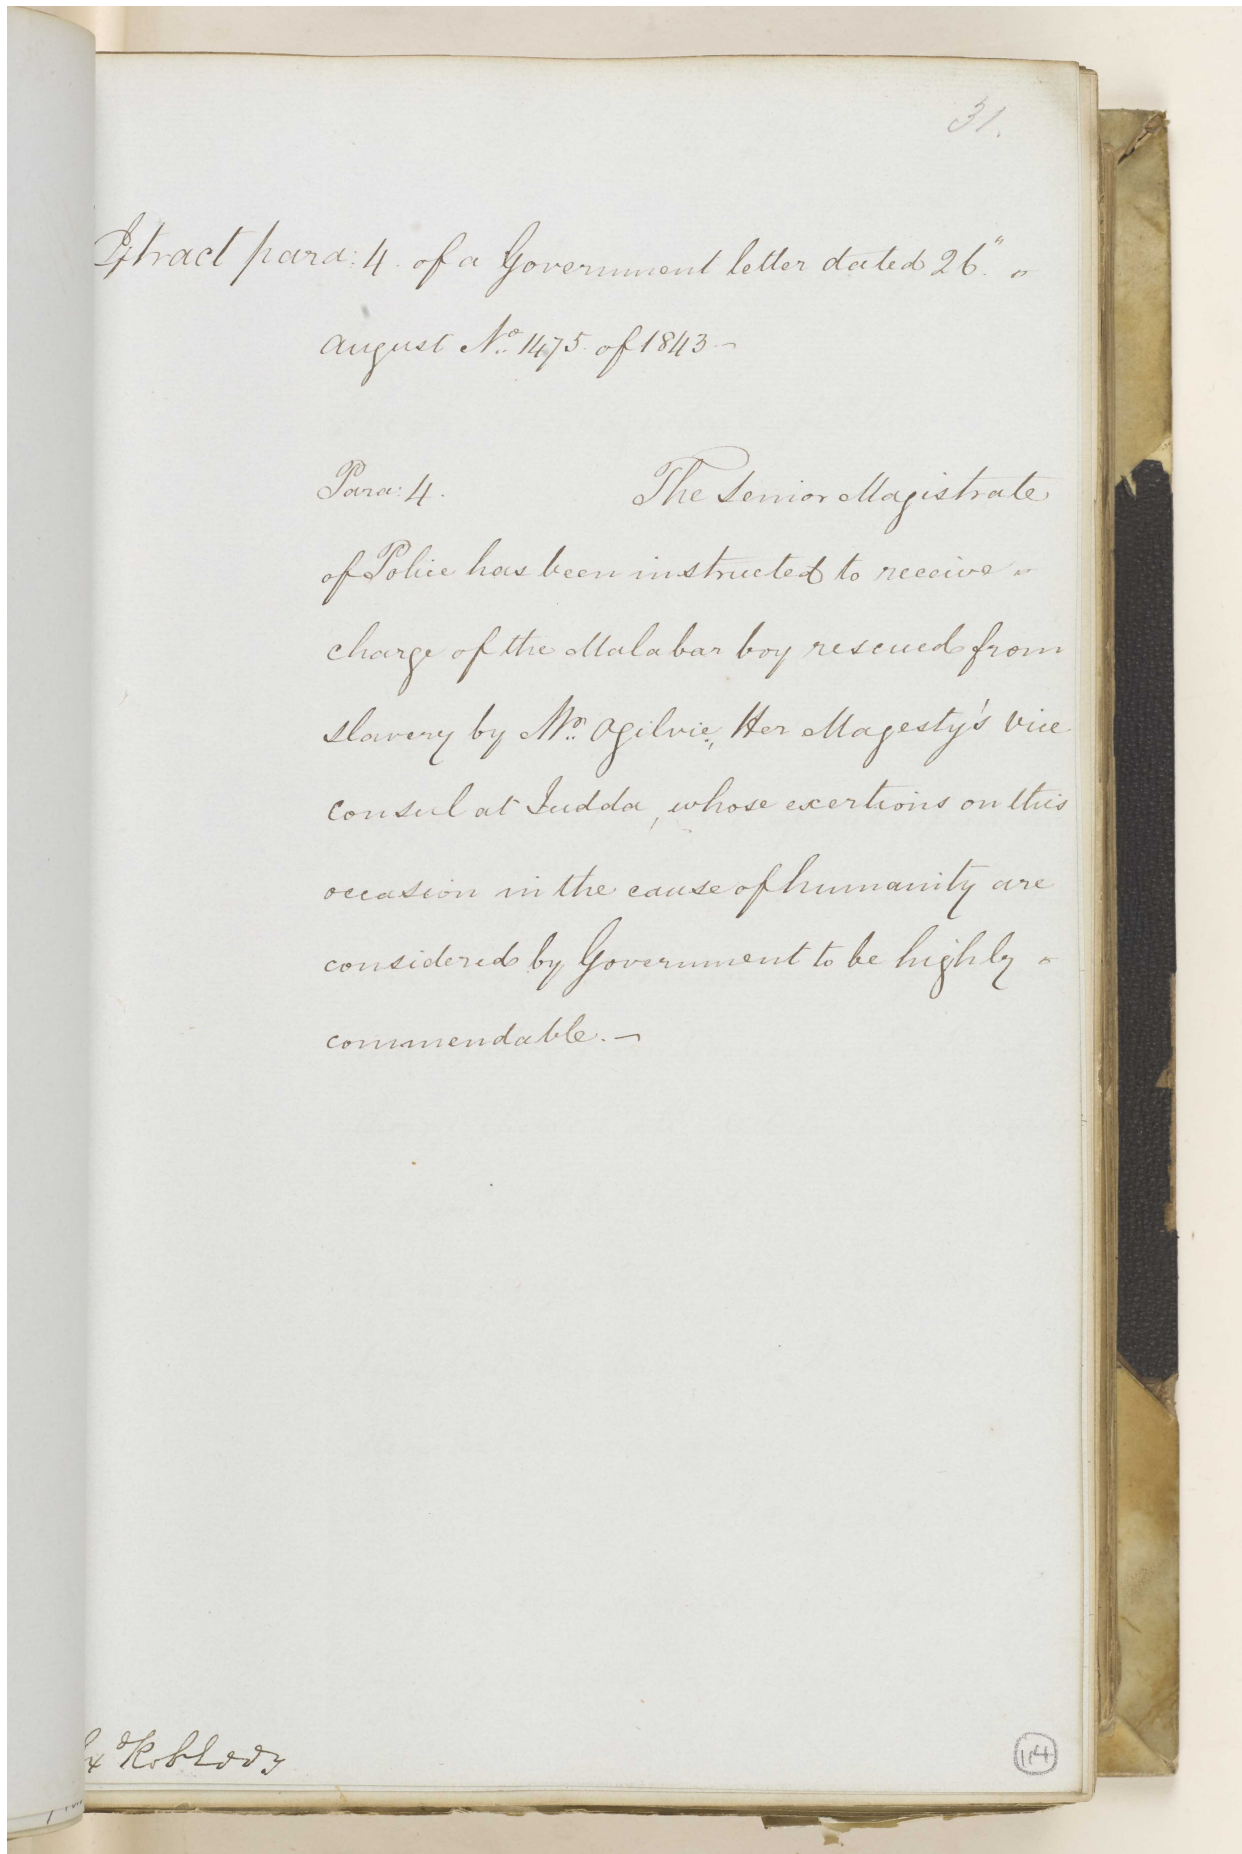 31.
Extract para: 4. of a Government letter dated 26"
August No. 1475 of 1843 -
Para: 4. The Senior Magistrate
of Police has been instructed to receive
charge of the Malabar boy rescued from
slavery by Mr. Ogilvie, Her Magesty's Vice
Consul at Judda, whose exertions on this
occasion in the cause of humanity are
considered by Government to be highly
commendable. -
114